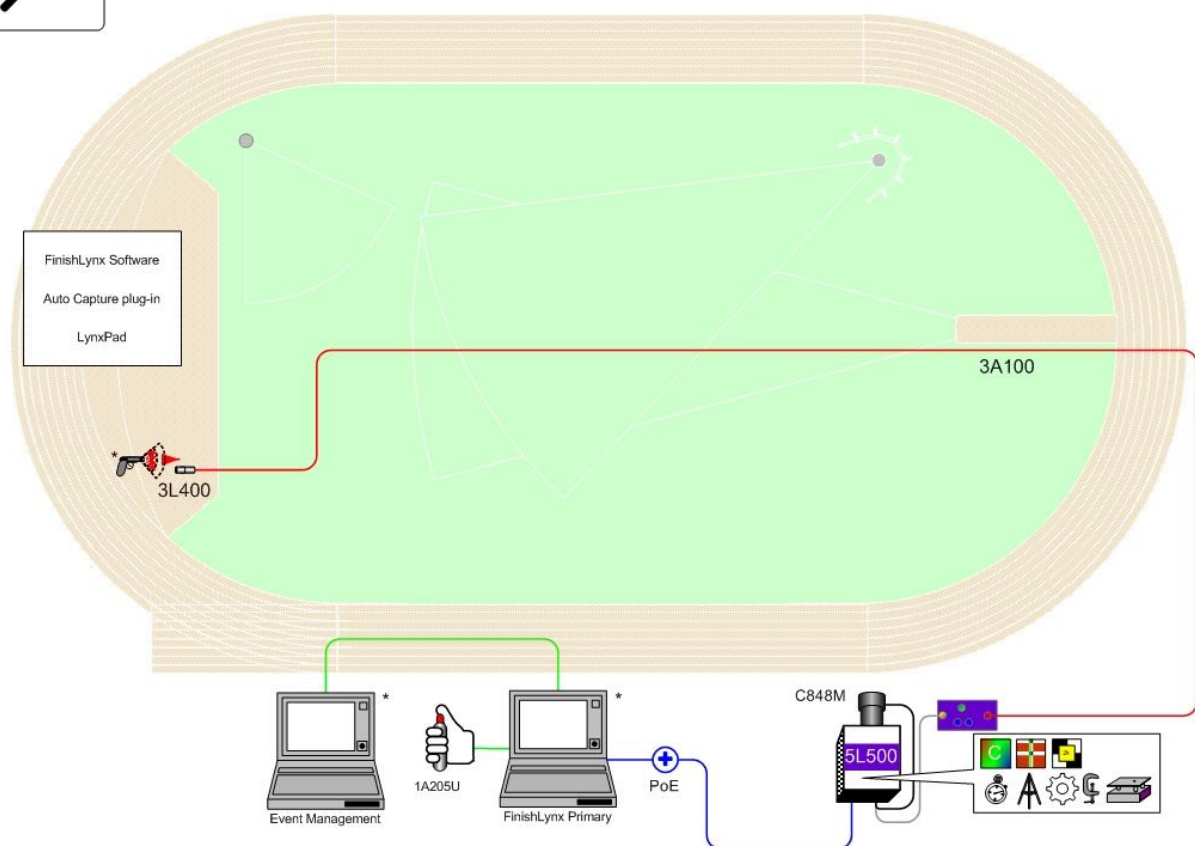 FinishLynx Software
Auto Capture plug-in
LynxPad
3A100
*
3L400
C848M
*
*
5L500
C
1A205U
PoE
Event Management
FinishLynx Primary